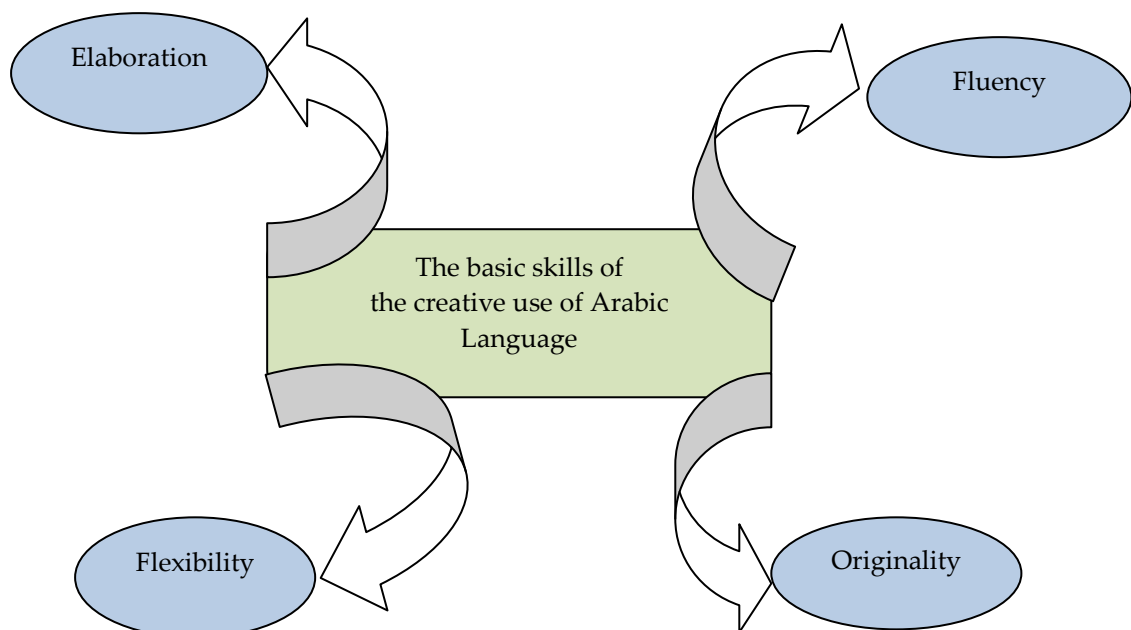 Elaboration
Fluency
The basic skills of
the creative use of Arabic
Language
Flexibility
Originality